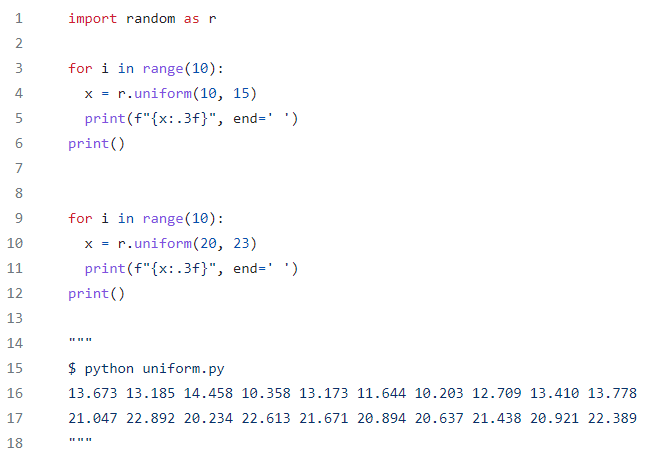 1 import random as r
2
3 for i in range(10):
4   x = r.uniform(10, 15)
5   print(f"{x:.3f}", end=' ')
6 print()
7
8
9 for i in range(10):
10   x = r.uniform(20, 23)
11   print(f"{x:.3f}", end=' ')
12 print()
13
14 """
15 $ python uniform.py
16 13.673 13.185 14.458 10.358 13.173 11.644 10.203 12.709 13.410 13.778
17 21.047 22.892 20.234 22.613 21.671 20.894 20.637 21.438 20.921 22.389
18 """